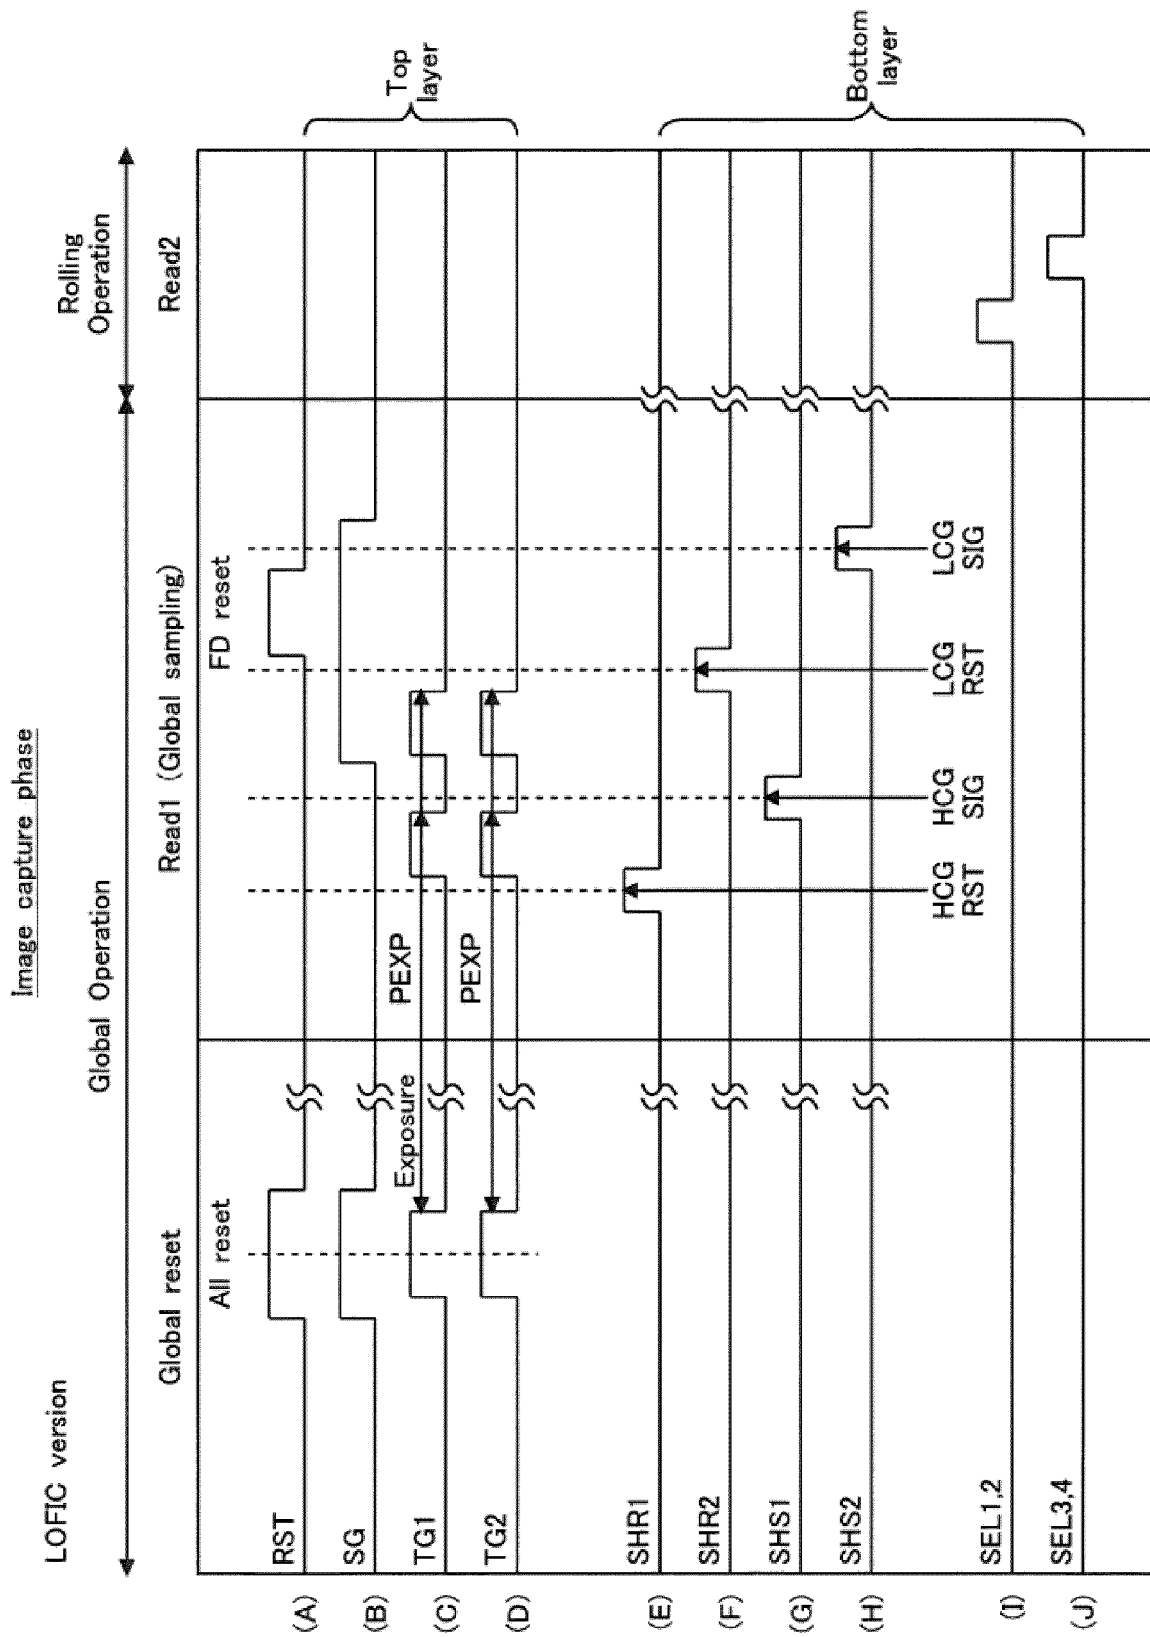 Image capture phase
LOFIC version
Global Operation
Rolling
Operation
Global reset
Read1 (Global sampling)
Read2
All reset
FD reset
(A)
RST
(B)
SG
(C)
TG1
Exposure
PEXP
(D)
TG2
PEXP
Top
layer
(E)
SHR1
(F)
SHR2
(G)
SHS1
(H)
SHS2
HCG
RST
HCG
SIG
LCG
RST
LCG
SIG
(I)
SEL1,2
(J)
SEL3,4
Bottom
layer